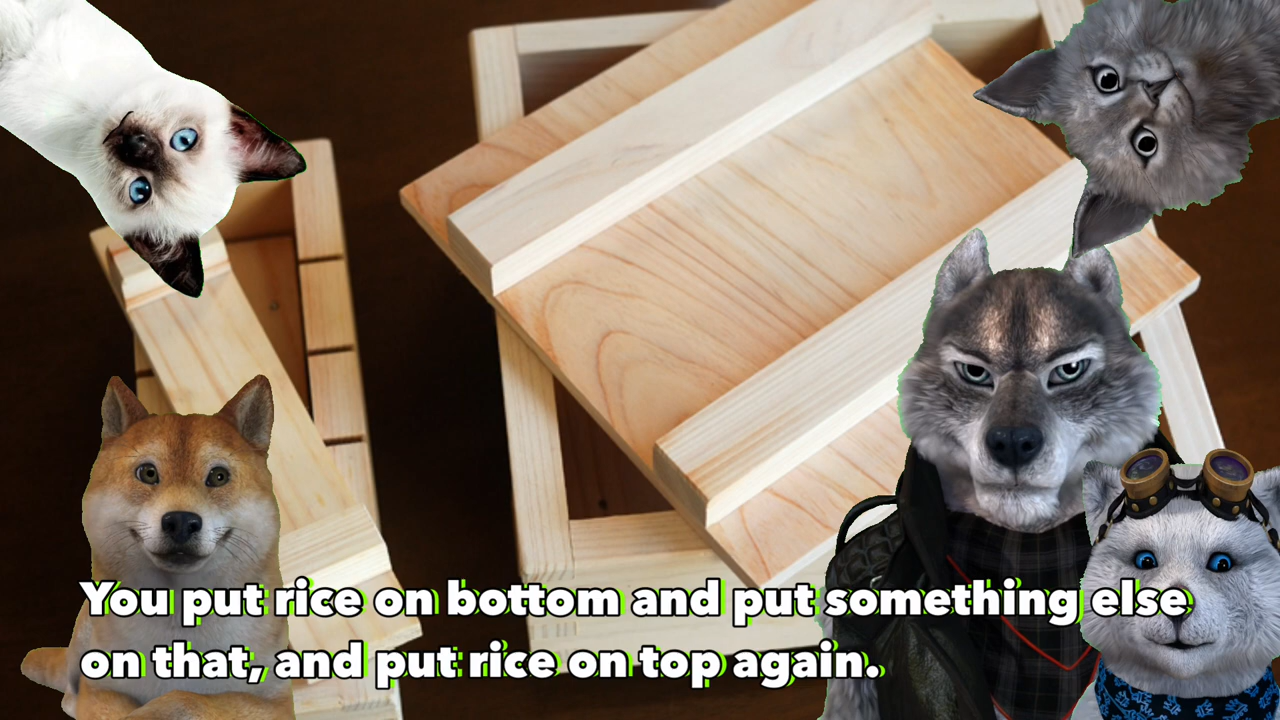 You put rice on bottom and put something else
on that, and put rice on top again.